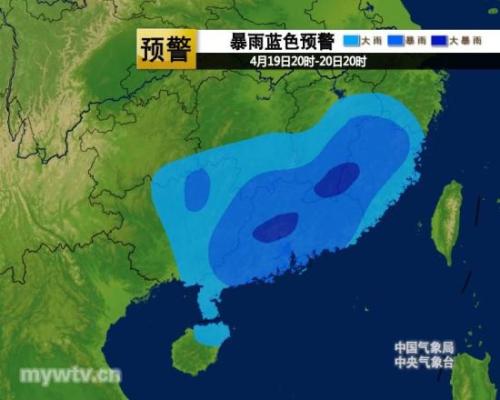 预警
暴雨蓝色预警
大雨 暴雨 大暴雨
4月19日20时-20日20时
中国气象局
中央气象台
mywtv.cn